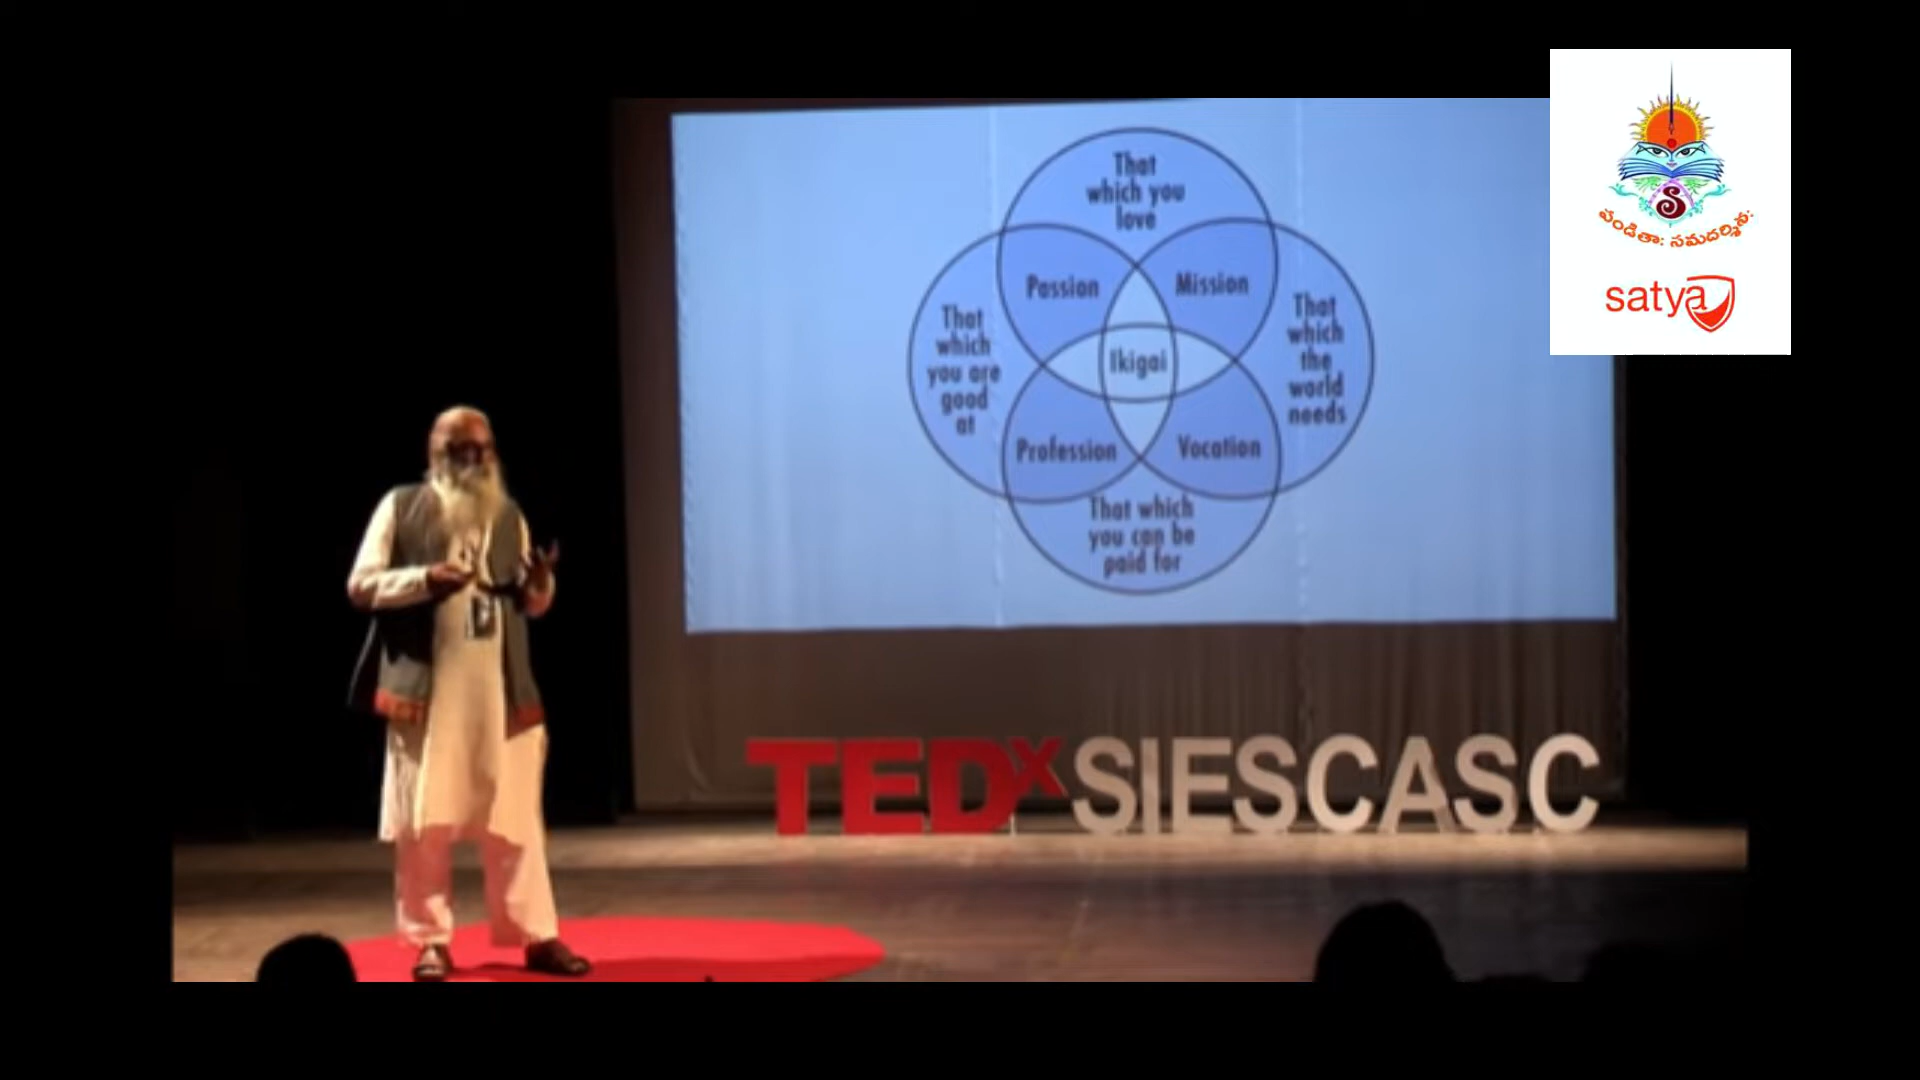 That
which you
love
Passion
Mission
That
which
you are
good
at
That
which
the
world
needs
Ikigai
Profession
Vocation
That which
you can be
paid for
పండితాః సమదర్శినః
satya
TEDxSIESCASC